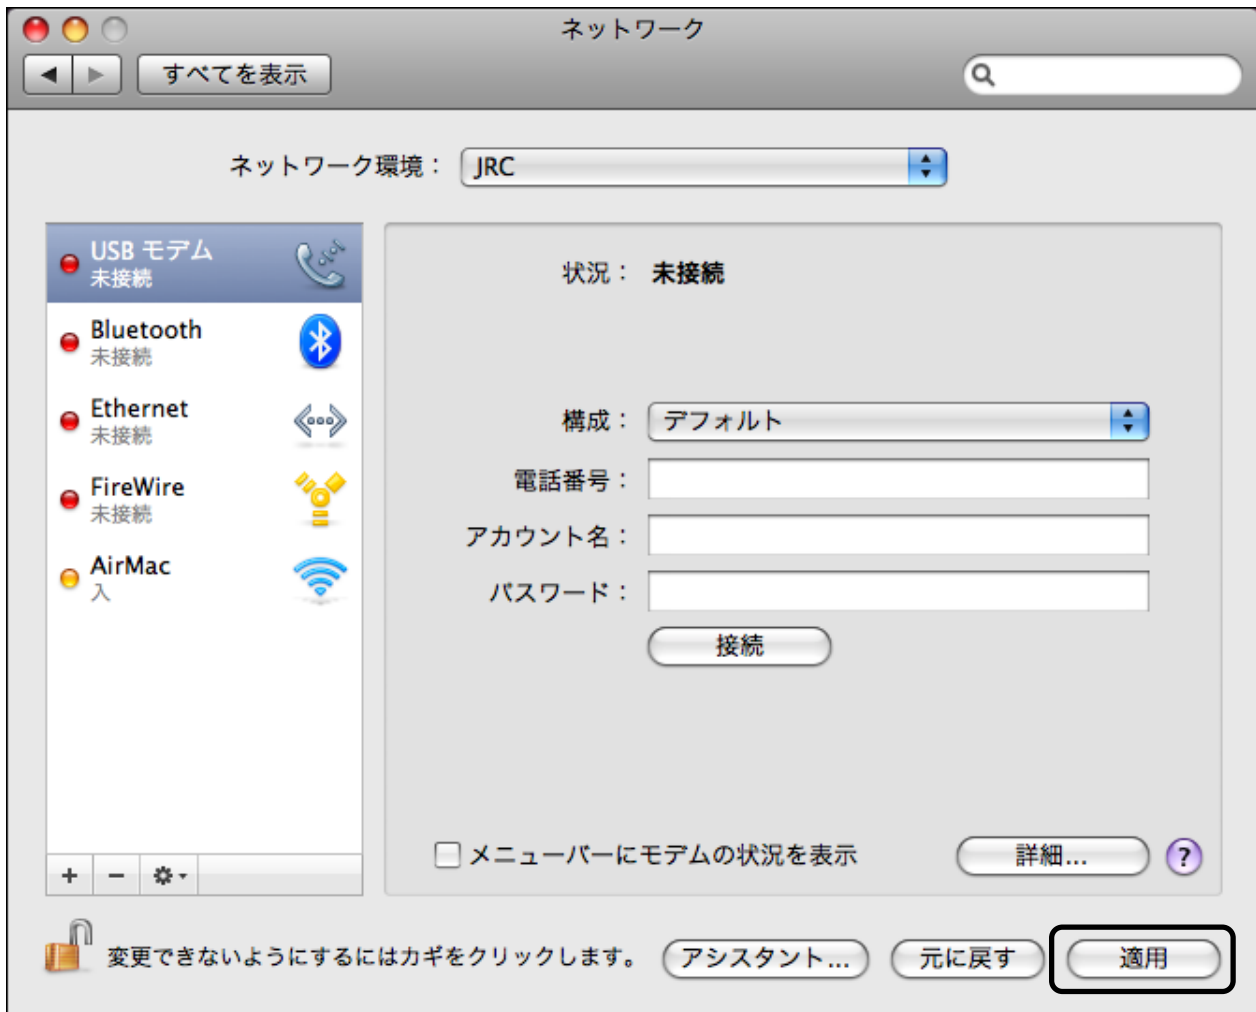 ネットワーク
すべてを表示
ネットワーク環境： JRC
USB モデム
未接続
Bluetooth
未接続
Ethernet
未接続
FireWire
未接続
AirMac
入
状況： 未接続
構成： デフォルト
電話番号：
アカウント名：
パスワード：
接続
メニューバーにモデムの状況を表示
詳細... ?
変更できないようにするにはカギをクリックします。 アシスタント... 元に戻す 適用